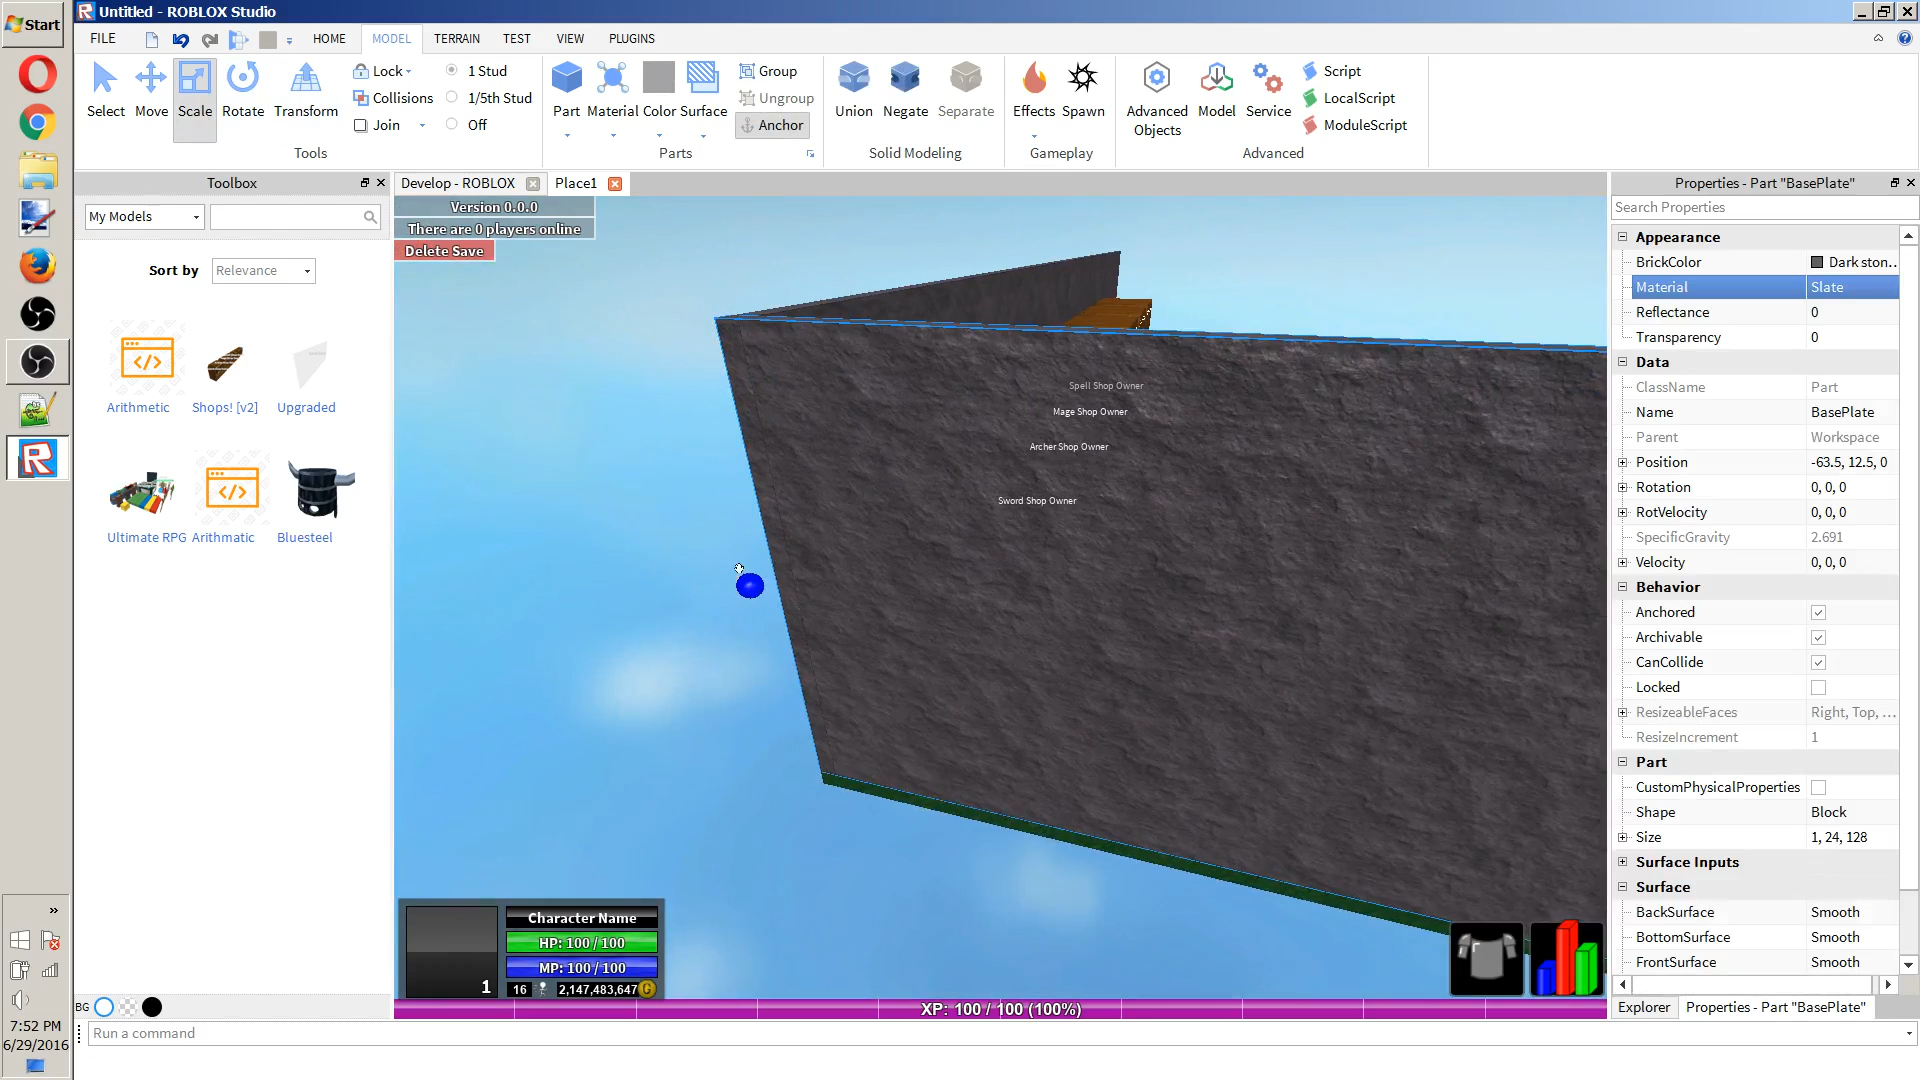 Start
Untitled - ROBLOX Studio
FILE
HOME
MODEL
TERRAIN
TEST
VIEW
PLUGINS
Select
Move
Scale
Rotate
Transform
Lock
Collisions
Join
1 Stud
1/5th Stud
Off
Tools
Part
Material
Color
Surface
Group
Ungroup
Anchor
Parts
Union
Negate
Separate
Solid Modeling
Effects
Spawn
Gameplay
Advanced Objects
Model
Service
Script
LocalScript
ModuleScript
Advanced
Toolbox
My Models
Sort by
Relevance
Arithmetic
Shops! [v2]
Upgraded
Ultimate RPG
Arithmatic
Bluesteel
BG
Develop - ROBLOX
Place1
Version 0.0.0
There are 0 players online
Delete Save
Spell Shop Owner
Mage Shop Owner
Archer Shop Owner
Sword Shop Owner
Character Name
HP: 100 / 100
MP: 100 / 100
1
16
2,147,483,647
G
XP: 100 / 100 (100%)
Properties - Part "BasePlate"
Search Properties
Appearance
BrickColor Dark ston...
Material Slate
Reflectance 0
Transparency 0
Data
ClassName Part
Name BasePlate
Parent Workspace
Position -63.5, 12.5, 0
Rotation 0, 0, 0
RotVelocity 0, 0, 0
SpecificGravity 2.691
Velocity 0, 0, 0
Behavior
Anchored
Archivable
CanCollide
Locked
ResizeableFaces Right, Top, ...
ResizeIncrement 1
Part
CustomPhysicalProperties
Shape Block
Size 1, 24, 128
Surface Inputs
Surface
BackSurface Smooth
BottomSurface Smooth
FrontSurface Smooth
Explorer
Properties - Part "BasePlate"
Run a command
7:52 PM
6/29/2016